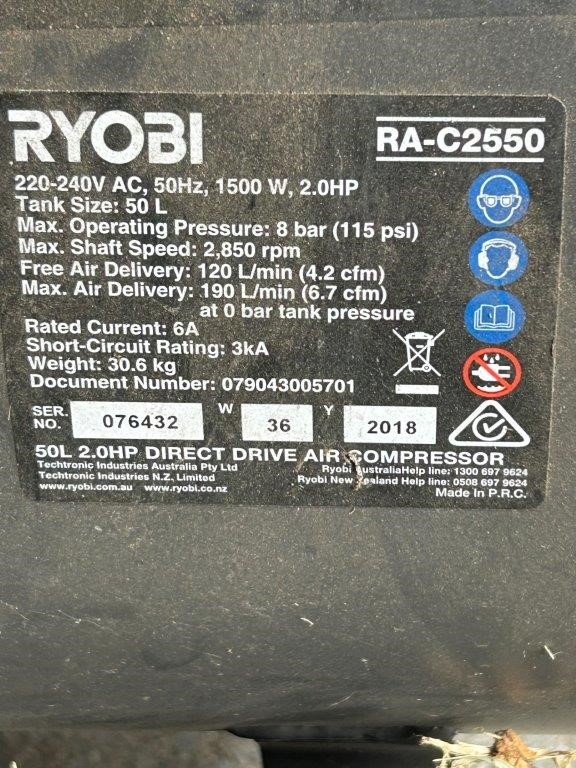 RYOBI
RA-C2550
220-240V AC, 50Hz, 1500 W, 2.0HP
Tank Size: 50 L
Max. Operating Pressure: 8 bar (115 psi)
Max. Shaft Speed: 2,850 rpm
Free Air Delivery: 120 L/min (4.2 cfm)
Max. Air Delivery: 190 L/min (6.7 cfm)
at 0 bar tank pressure
Rated Current: 6A
Short-Circuit Rating: 3kA
Weight: 30.6 kg
Document Number: 079043005701
SER. NO. 076432 W 36 Y 2018
50L 2.0HP DIRECT DRIVE AIR COMPRESSOR
Techtronic Industries Australia Pty Ltd
Techtronic Industries N.Z. Limited
www.ryobi.com.au www.ryobi.co.nz
Ryobi AustraliaHelp line: 1300 697 9624
Ryobi New Zealand Help line: 0508 697 9624
Made in P.R.C.